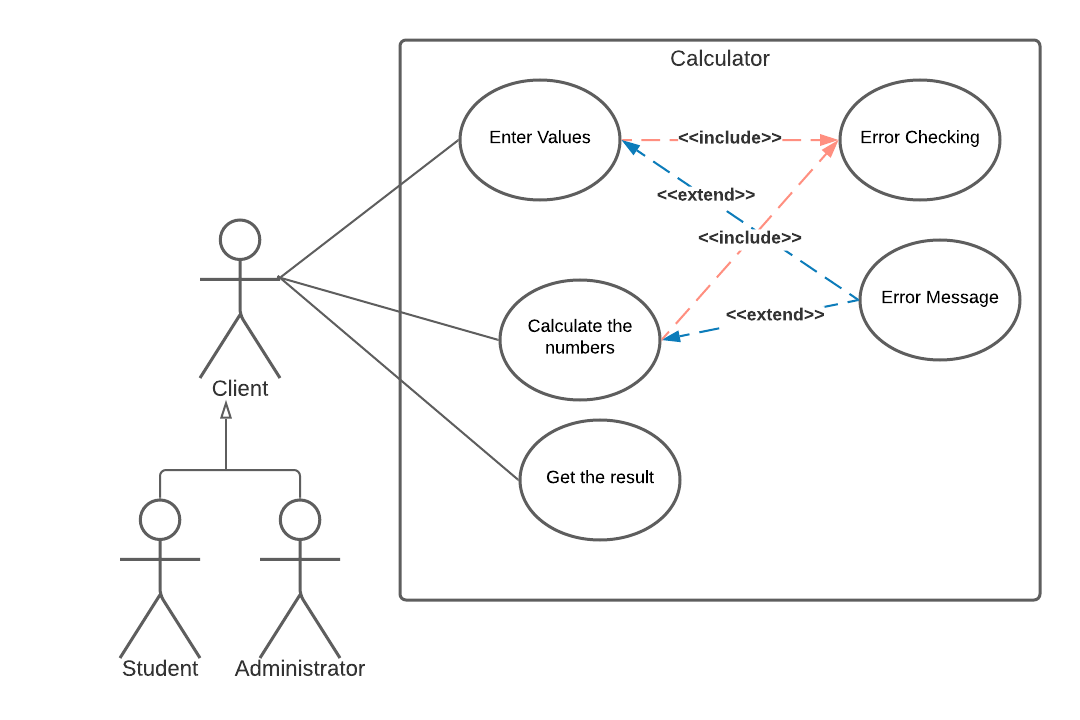 Calculator
Enter Values
<<include>>
Error Checking
<<extend>>
<<include>>
Error Message
<<extend>>
Calculate the
numbers
Client
Get the result
Student
Administrator